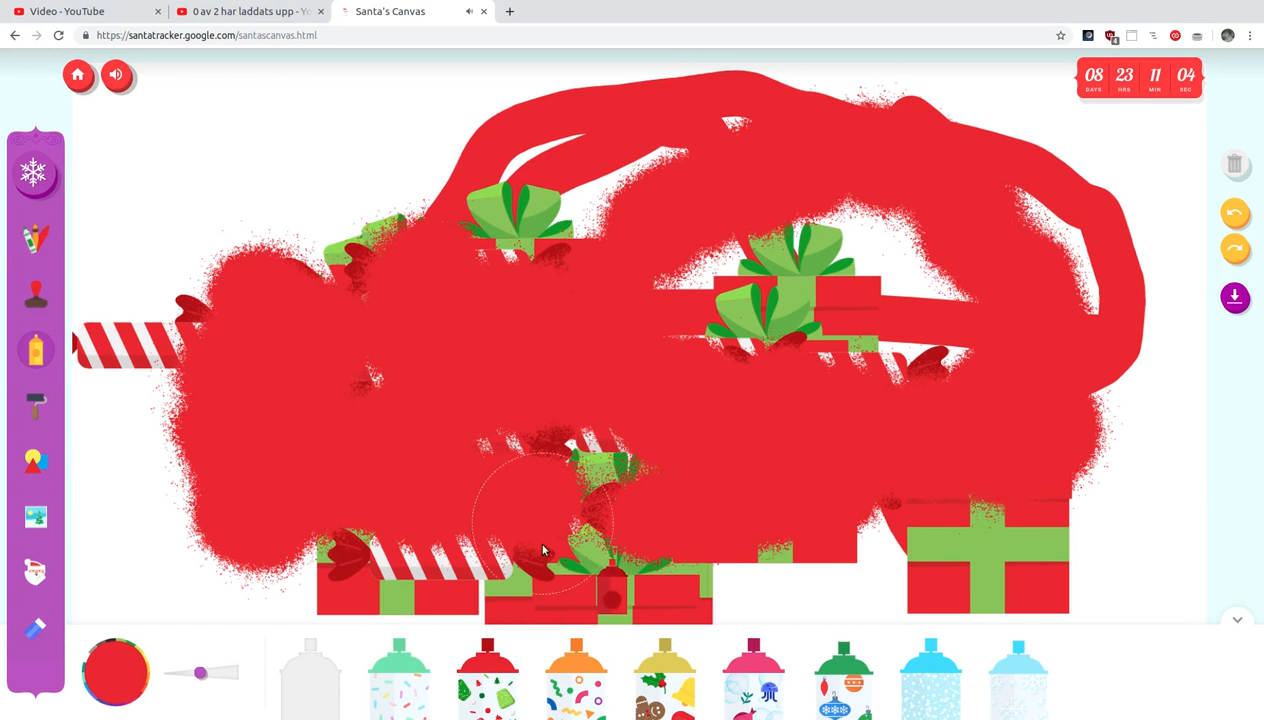 Video - YouTube
0 av 2 har laddats upp - Yo
Santa's Canvas
https://santatracker.google.com/santascanvas.html
4
08 23 11 04
DAYS HRS MIN SEC